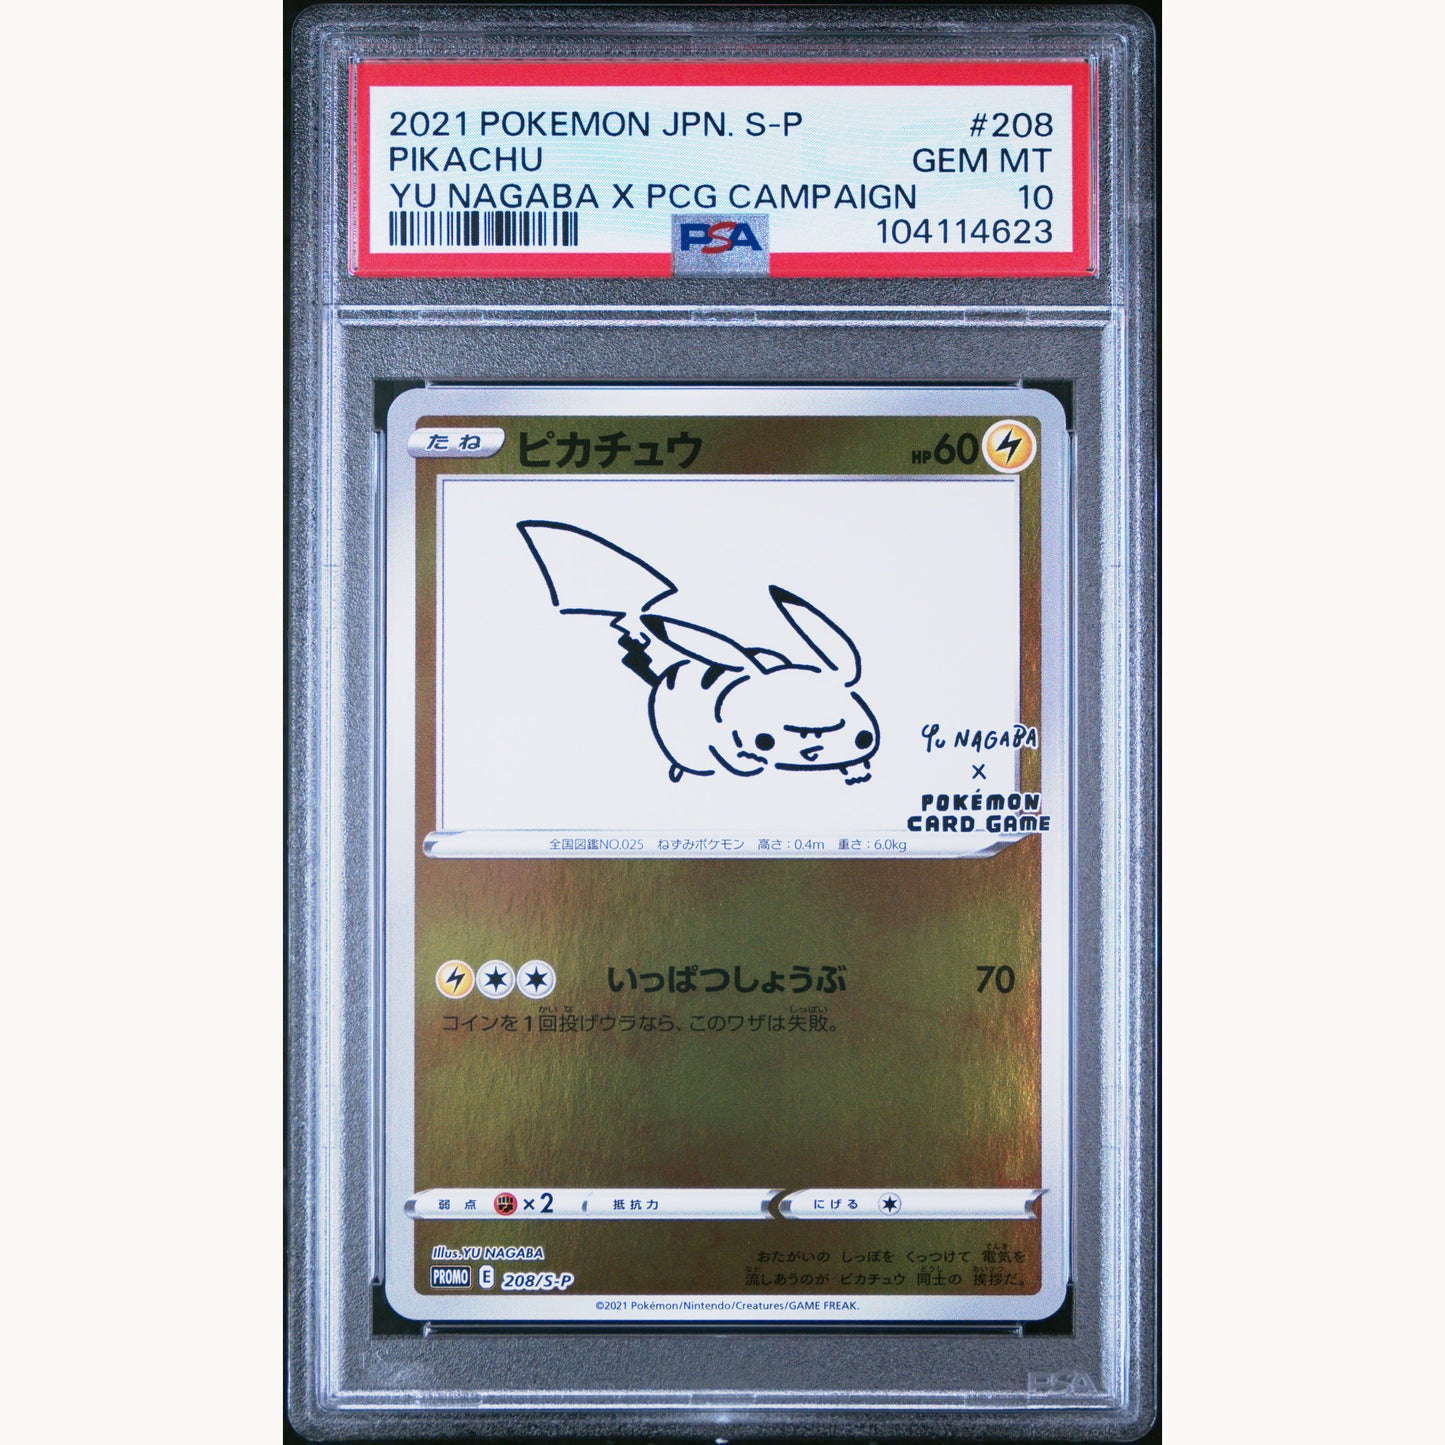 2021 POKEMON JPN. S-P #208
PIKACHU GEM MT
YU NAGABA X PCG CAMPAIGN 10
PSA 104114623
たね ピカチュウ HP60
Yu NAGABA
×
POKÉMON
CARD GAME
全国図鑑NO.025 ねずみポケモン 高さ:0.4m 重さ:6.0kg
いっぱつしょうぶ 70
コインを1回投げウラなら、このワザは失敗。
弱点 ×2 抵抗力 にげる
Illus.YU NAGABA
PROMO E 208/S-P
おたがいの しっぽを くっつけて 電気を
流しあうのが ピカチュウ 同士の 挨拶だ。
©2021 Pokémon/Nintendo/Creatures/GAME FREAK.
PSA